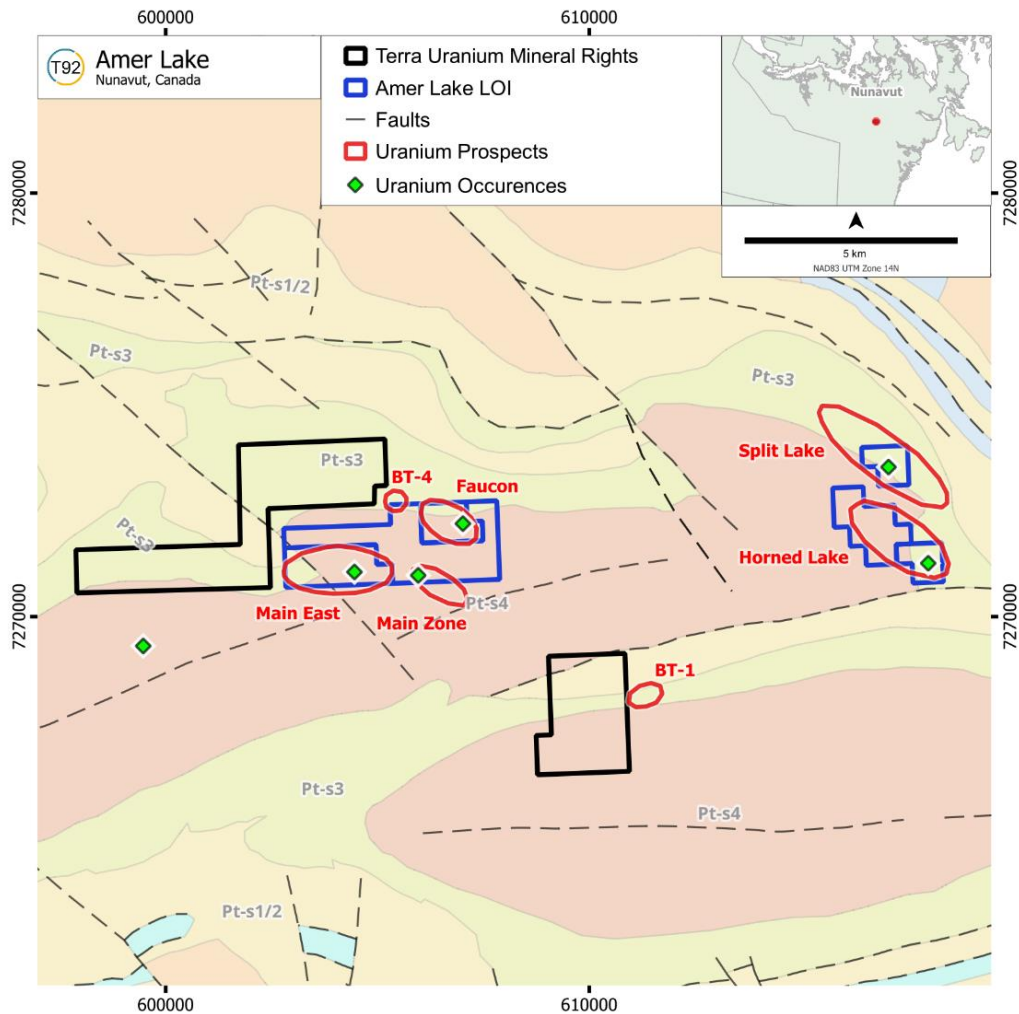 600000
610000
T92
Amer Lake
Nunavut, Canada
Terra Uranium Mineral Rights
Amer Lake LOI
Faults
Uranium Prospects
Uranium Occurences
Nunavut
5 km
NAD83 UTM Zone 14N
7280000
7280000
Pt-s1/2
Pt-s3
Pt-s3
Pt-s3
Split Lake
BT-4
Faucon
Pt-s3
Horned Lake
Main East
Main Zone
Pt-s4
7270000
7270000
BT-1
Pt-s3
Pt-s4
Pt-s1/2
600000
610000